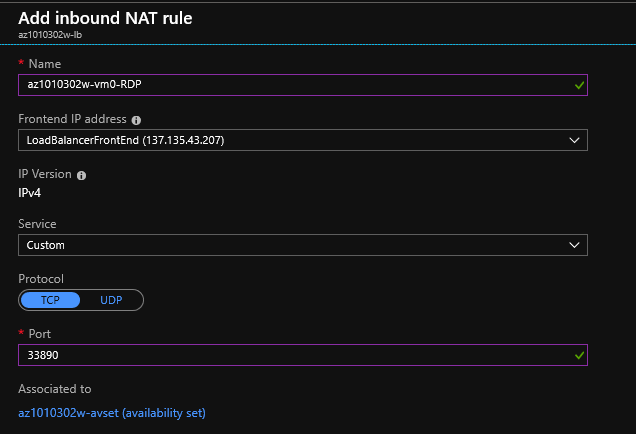 Add inbound NAT rule
az1010302w-lb
* Name
az1010302w-vm0-RDP
Frontend IP address
LoadBalancerFrontEnd (137.135.43.207)
IP Version
IPv4
Service
Custom
Protocol
TCP UDP
* Port
33890
Associated to
az1010302w-avset (availability set)